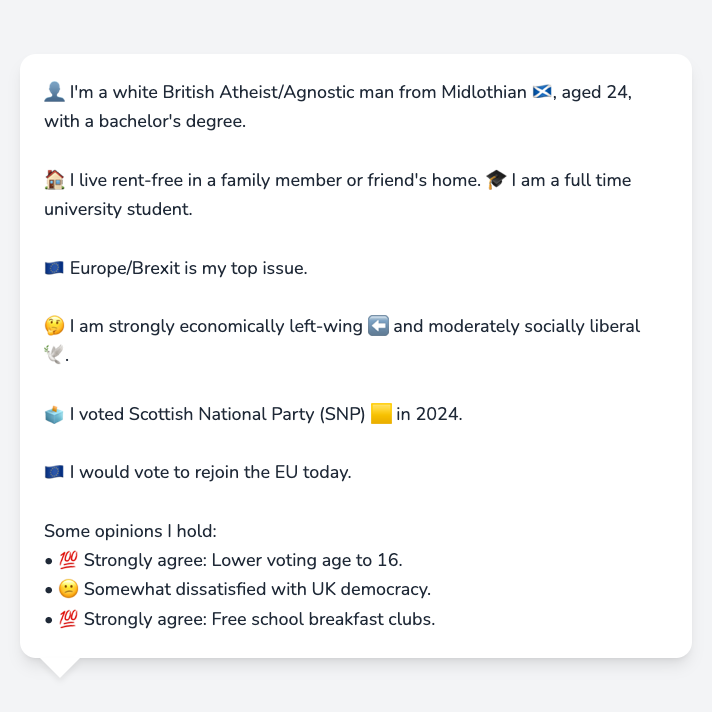 👤 I'm a white British Atheist/Agnostic man from Midlothian 🏴󠁧󠁢󠁳󠁣󠁴󠁿, aged 24,
with a bachelor's degree.
🏠 I live rent-free in a family member or friend's home. 🎓 I am a full time
university student.
🇪🇺 Europe/Brexit is my top issue.
🤔 I am strongly economically left-wing ⬅️ and moderately socially liberal
🕊️.
🗳️ I voted Scottish National Party (SNP) 🟨 in 2024.
🇪🇺 I would vote to rejoin the EU today.
Some opinions I hold:
• 💯 Strongly agree: Lower voting age to 16.
• 😕 Somewhat dissatisfied with UK democracy.
• 💯 Strongly agree: Free school breakfast clubs.